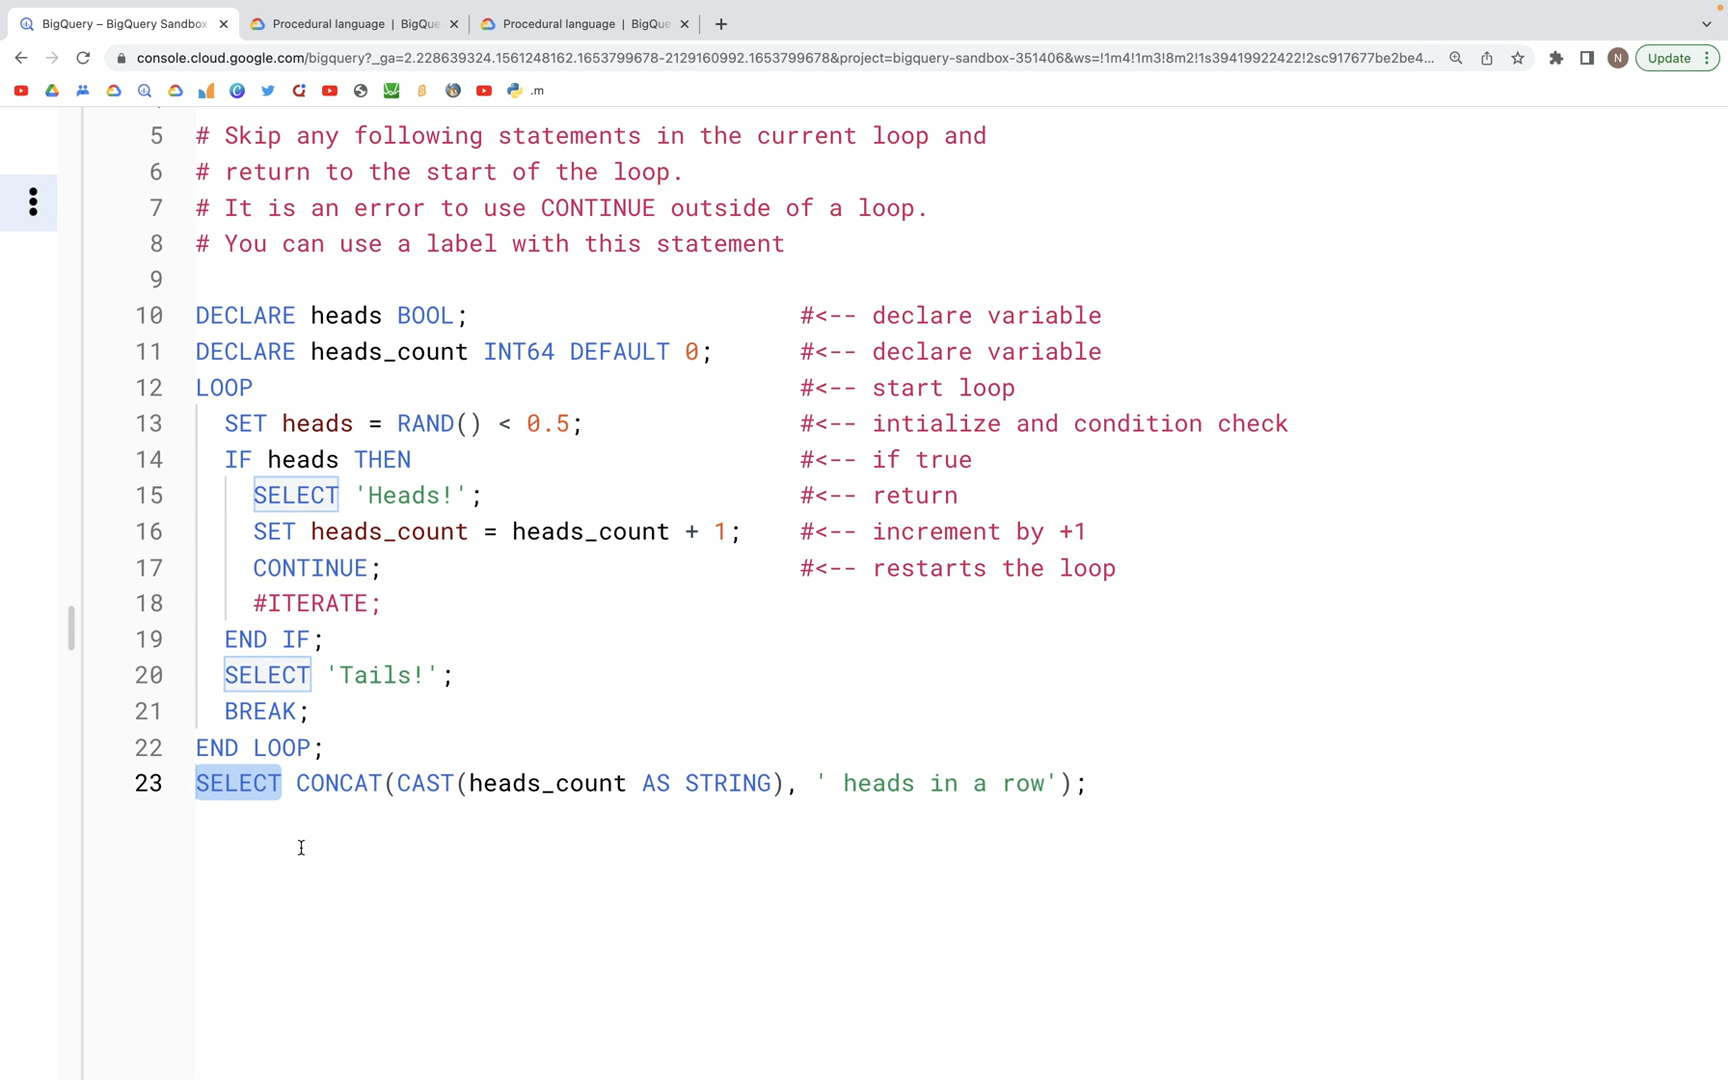 BigQuery – BigQuery Sandbox
Procedural language | BigQue
Procedural language | BigQue
console.cloud.google.com/bigquery?_ga=2.228639324.1561248162.1653799678-2129160992.1653799678&project=bigquery-sandbox-351406&ws=!1m4!1m3!8m2!1s39419922422!2sc917677be2be4...
N
Update
.m
5 # Skip any following statements in the current loop and
6 # return to the start of the loop.
7 # It is an error to use CONTINUE outside of a loop.
8 # You can use a label with this statement
9
10 DECLARE heads BOOL; #<-- declare variable
11 DECLARE heads_count INT64 DEFAULT 0; #<-- declare variable
12 LOOP #<-- start loop
13 SET heads = RAND() < 0.5; #<-- intialize and condition check
14 IF heads THEN #<-- if true
15 SELECT 'Heads!'; #<-- return
16 SET heads_count = heads_count + 1; #<-- increment by +1
17 CONTINUE; #<-- restarts the loop
18 #ITERATE;
19 END IF;
20 SELECT 'Tails!';
21 BREAK;
22 END LOOP;
23 SELECT CONCAT(CAST(heads_count AS STRING), ' heads in a row');